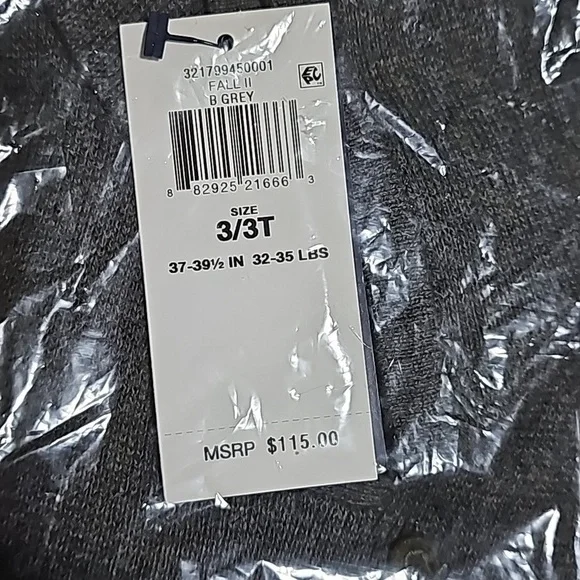 321799450001
FALL II
B GREY
8 82925 21666 3
SIZE
3/3T
37-39½ IN 32-35 LBS
MSRP $115.00